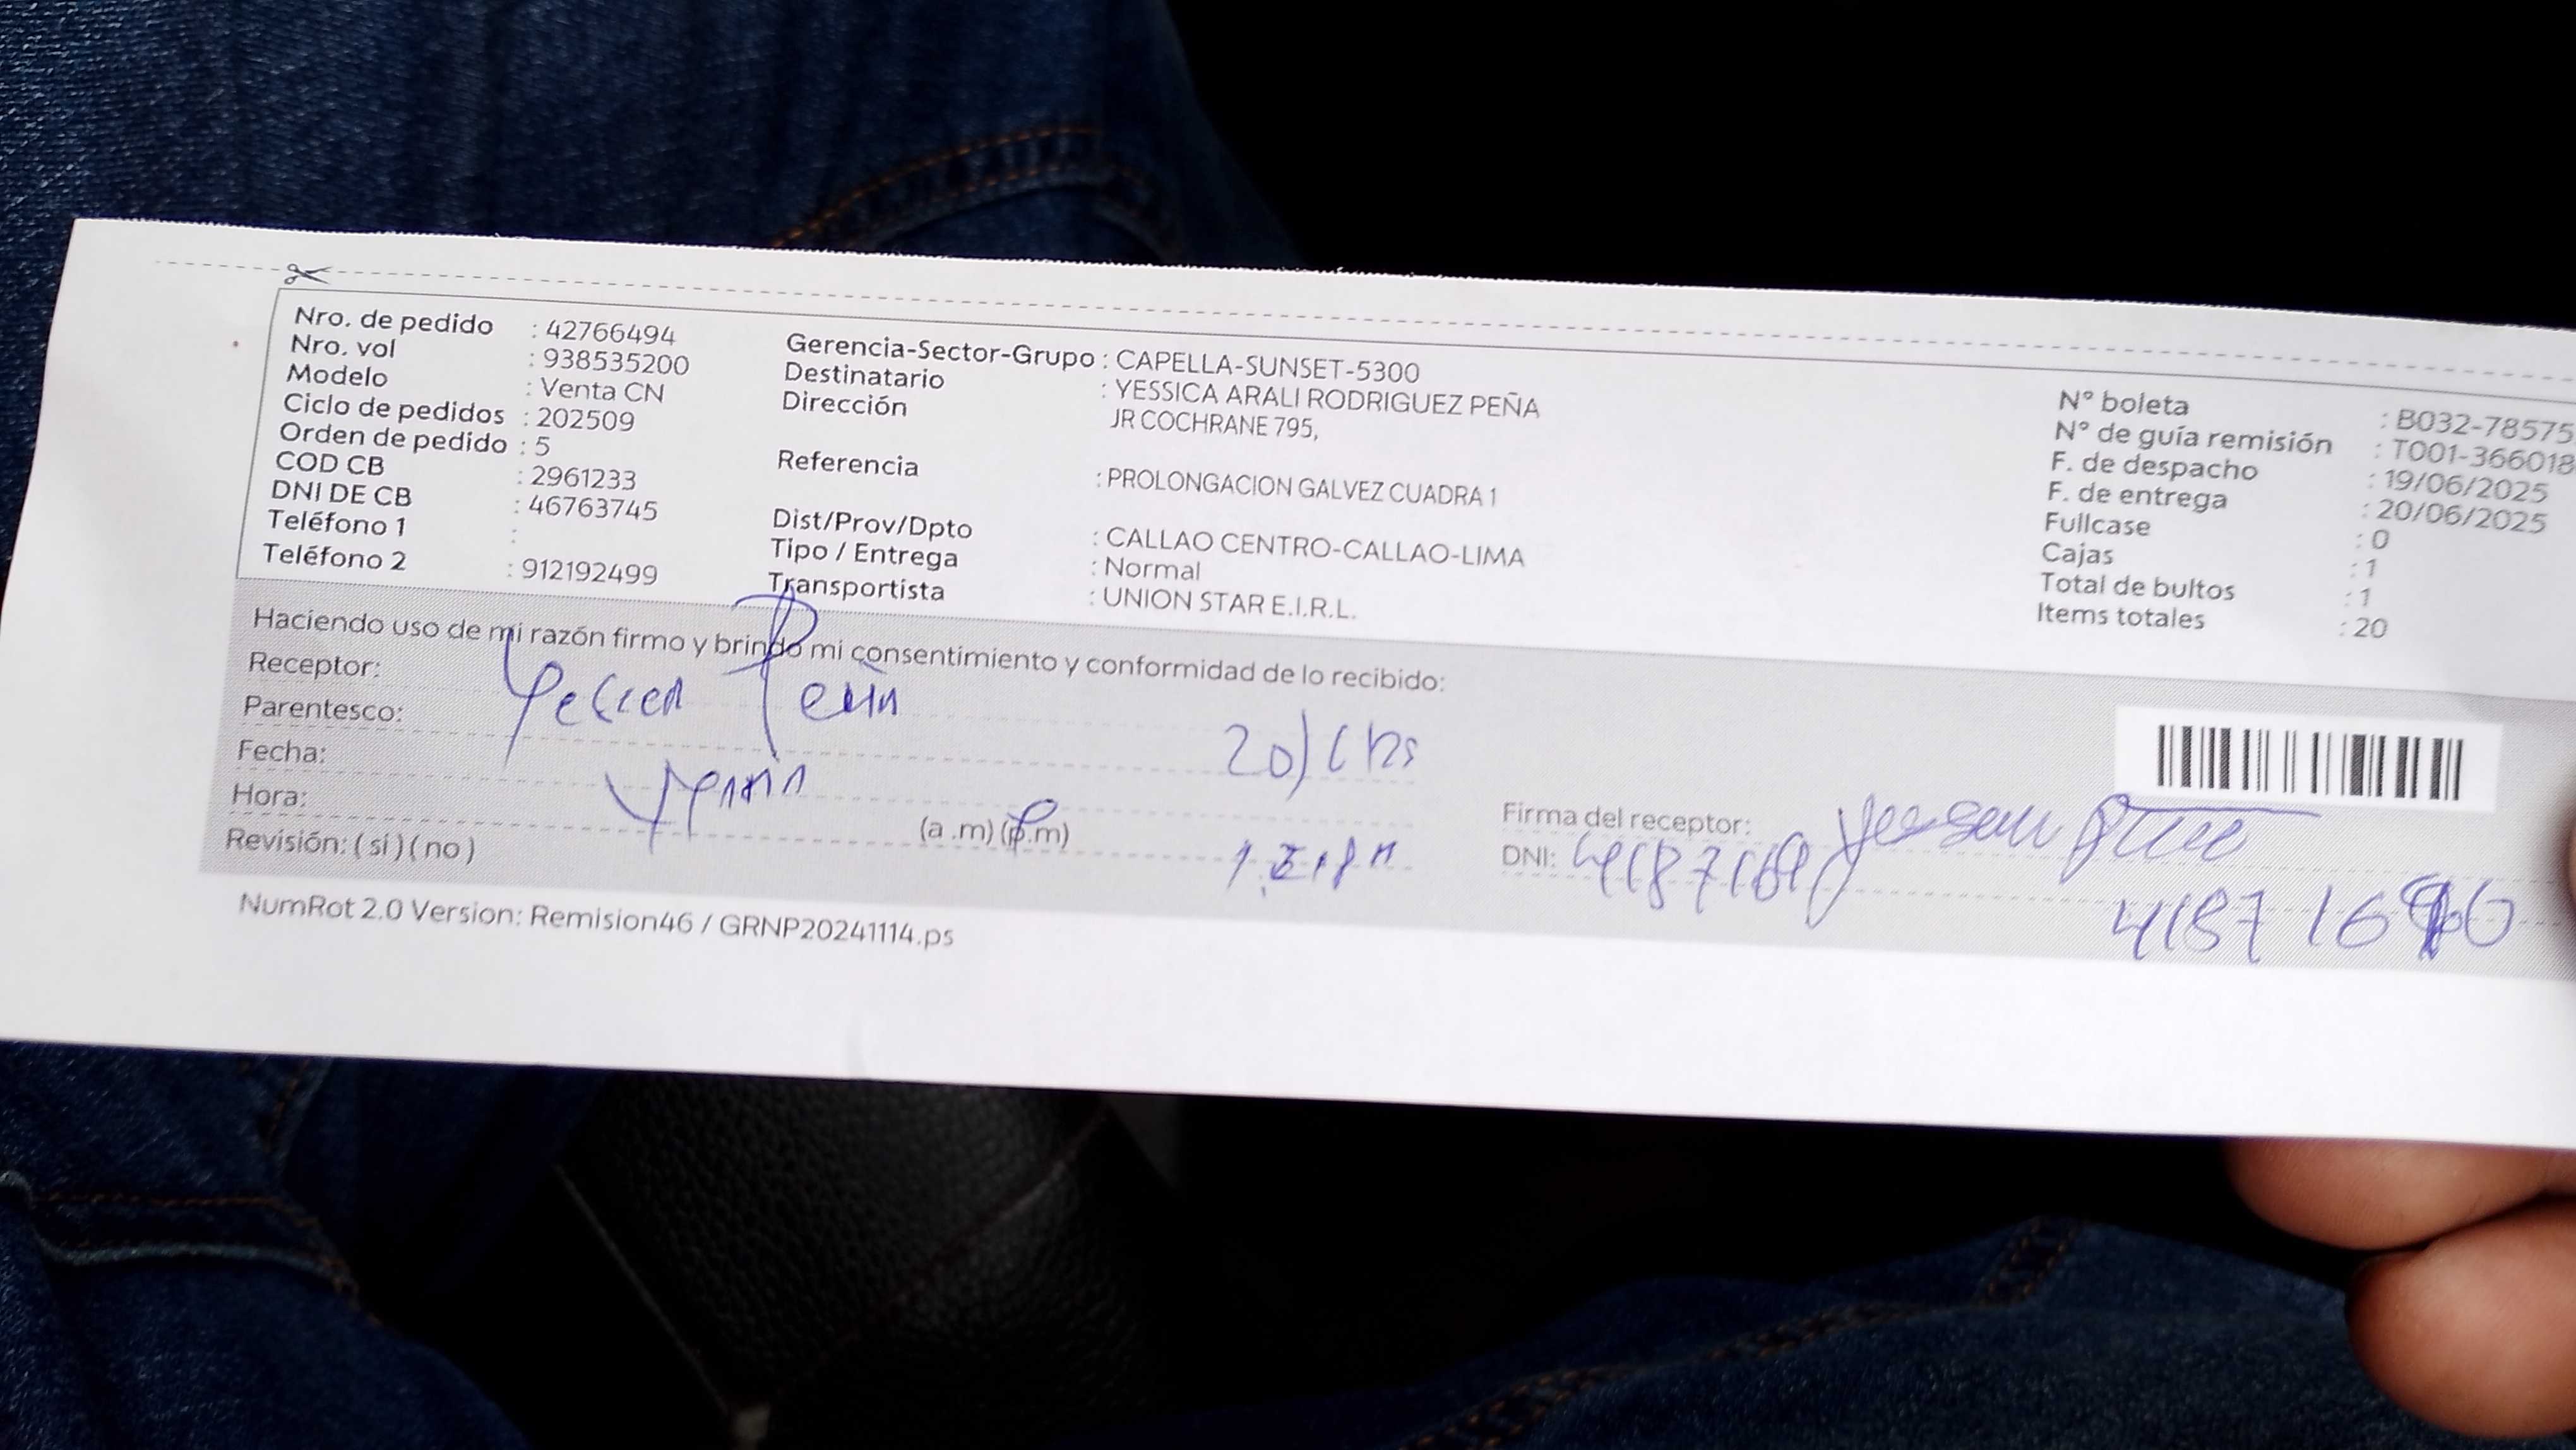 Nro. de pedido : 42766494
Nro. vol : 938535200
Modelo : Venta CN
Ciclo de pedidos : 202509
Orden de pedido : 5
COD CB : 2961233
DNI DE CB : 46763745
Teléfono 1 :
Teléfono 2 : 912192499
Gerencia-Sector-Grupo : CAPELLA-SUNSET-5300
Destinatario : YESSICA ARALI RODRIGUEZ PEÑA
Dirección JR COCHRANE 795,
Referencia : PROLONGACION GALVEZ CUADRA 1
Dist/Prov/Dpto : CALLAO CENTRO-CALLAO-LIMA
Tipo / Entrega : Normal
Transportista : UNION STAR E.I.R.L.
N° boleta : B032-78575
N° de guía remisión : T001-366018
F. de despacho : 19/06/2025
F. de entrega : 20/06/2025
Fullcase : 0
Cajas : 1
Total de bultos : 1
Items totales : 20
Haciendo uso de mi razón firmo y brindo mi consentimiento y conformidad de lo recibido:
Receptor:
Parentesco:
Fecha:
Hora: (a .m) (p.m)
Revisión: ( si ) ( no )
Firma del receptor:
DNI:
NumRot 2.0 Version: Remision46 / GRNP20241114.ps